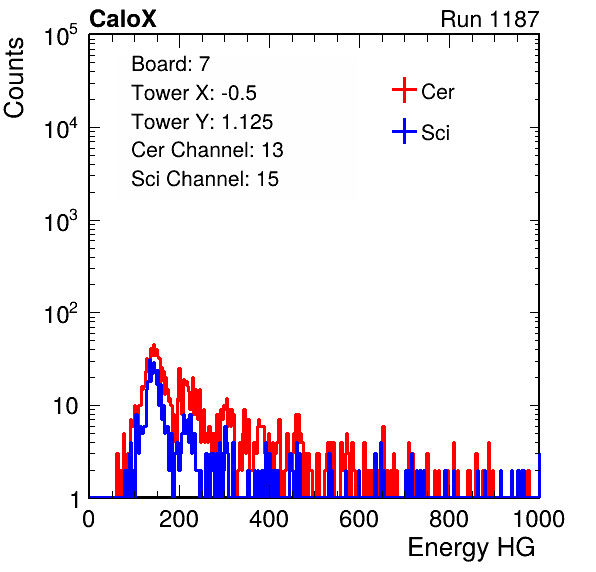 CaloX Run 1187
Counts
10^5
10^4
10^3
10^2
10
1
Board: 7
Tower X: -0.5
Tower Y: 1.125
Cer Channel: 13
Sci Channel: 15
Cer
Sci
0 200 400 600 800 1000
Energy HG